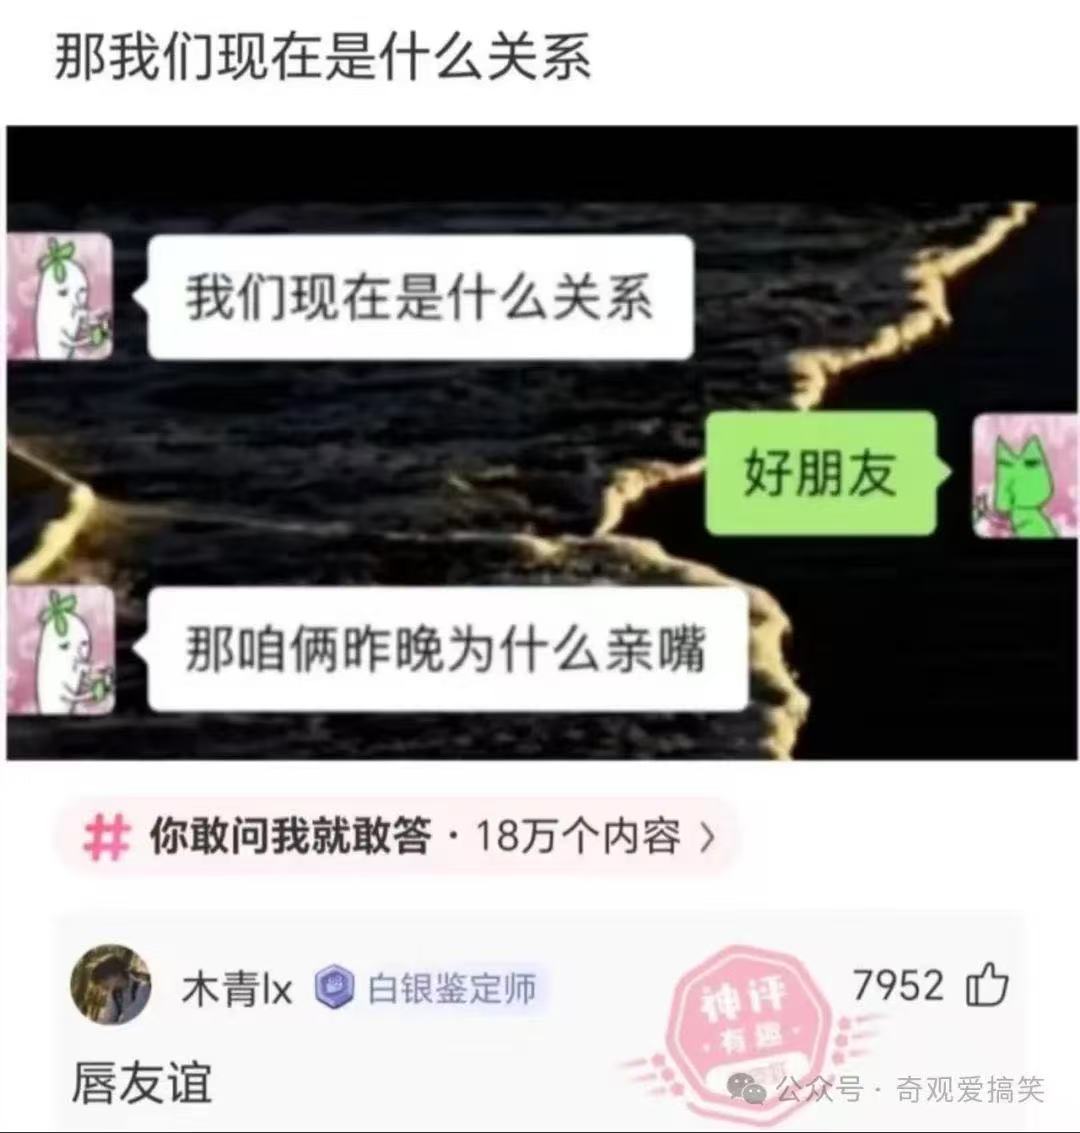 那我们现在是什么关系
我们现在是什么关系
好朋友
那咱俩昨晚为什么亲嘴
# 你敢问我就敢答 · 18万个内容 >
木青lx 白银鉴定师
神评
·有趣·
7952
唇友谊
公众号 · 奇观爱搞笑